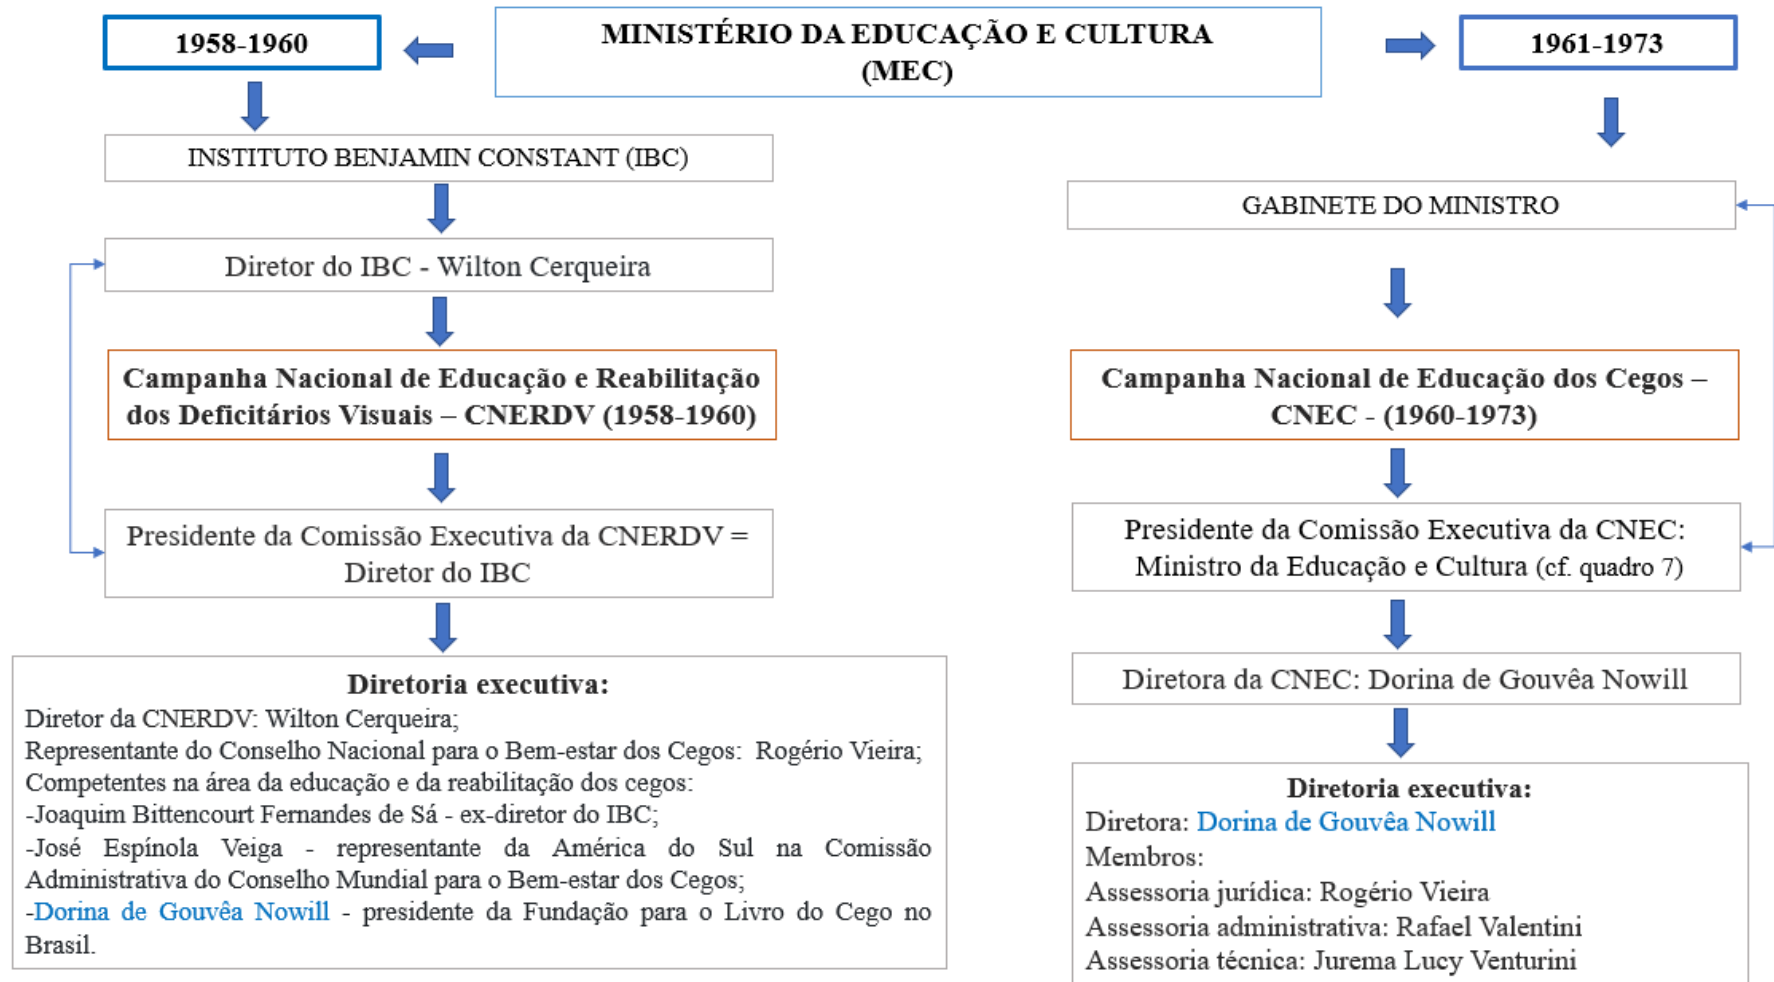 MINISTÉRIO DA EDUCAÇÃO E CULTURA
(MEC)
1958-1960
INSTITUTO BENJAMIN CONSTANT (IBC)
Diretor do IBC - Wilton Cerqueira
Campanha Nacional de Educação e Reabilitação
dos Deficitários Visuais – CNERDV (1958-1960)
Presidente da Comissão Executiva da CNERDV =
Diretor do IBC
Diretoria executiva:
Diretor da CNERDV: Wilton Cerqueira;
Representante do Conselho Nacional para o Bem-estar dos Cegos: Rogério Vieira;
Competentes na área da educação e da reabilitação dos cegos:
-Joaquim Bittencourt Fernandes de Sá - ex-diretor do IBC;
-José Espínola Veiga - representante da América do Sul na Comissão
Administrativa do Conselho Mundial para o Bem-estar dos Cegos;
-Dorina de Gouvêa Nowill - presidente da Fundação para o Livro do Cego no
Brasil.
1961-1973
GABINETE DO MINISTRO
Campanha Nacional de Educação dos Cegos –
CNEC - (1960-1973)
Presidente da Comissão Executiva da CNEC:
Ministro da Educação e Cultura (cf. quadro 7)
Diretora da CNEC: Dorina de Gouvêa Nowill
Diretoria executiva:
Diretora: Dorina de Gouvêa Nowill
Membros:
Assessoria jurídica: Rogério Vieira
Assessoria administrativa: Rafael Valentini
Assessoria técnica: Jurema Lucy Venturini